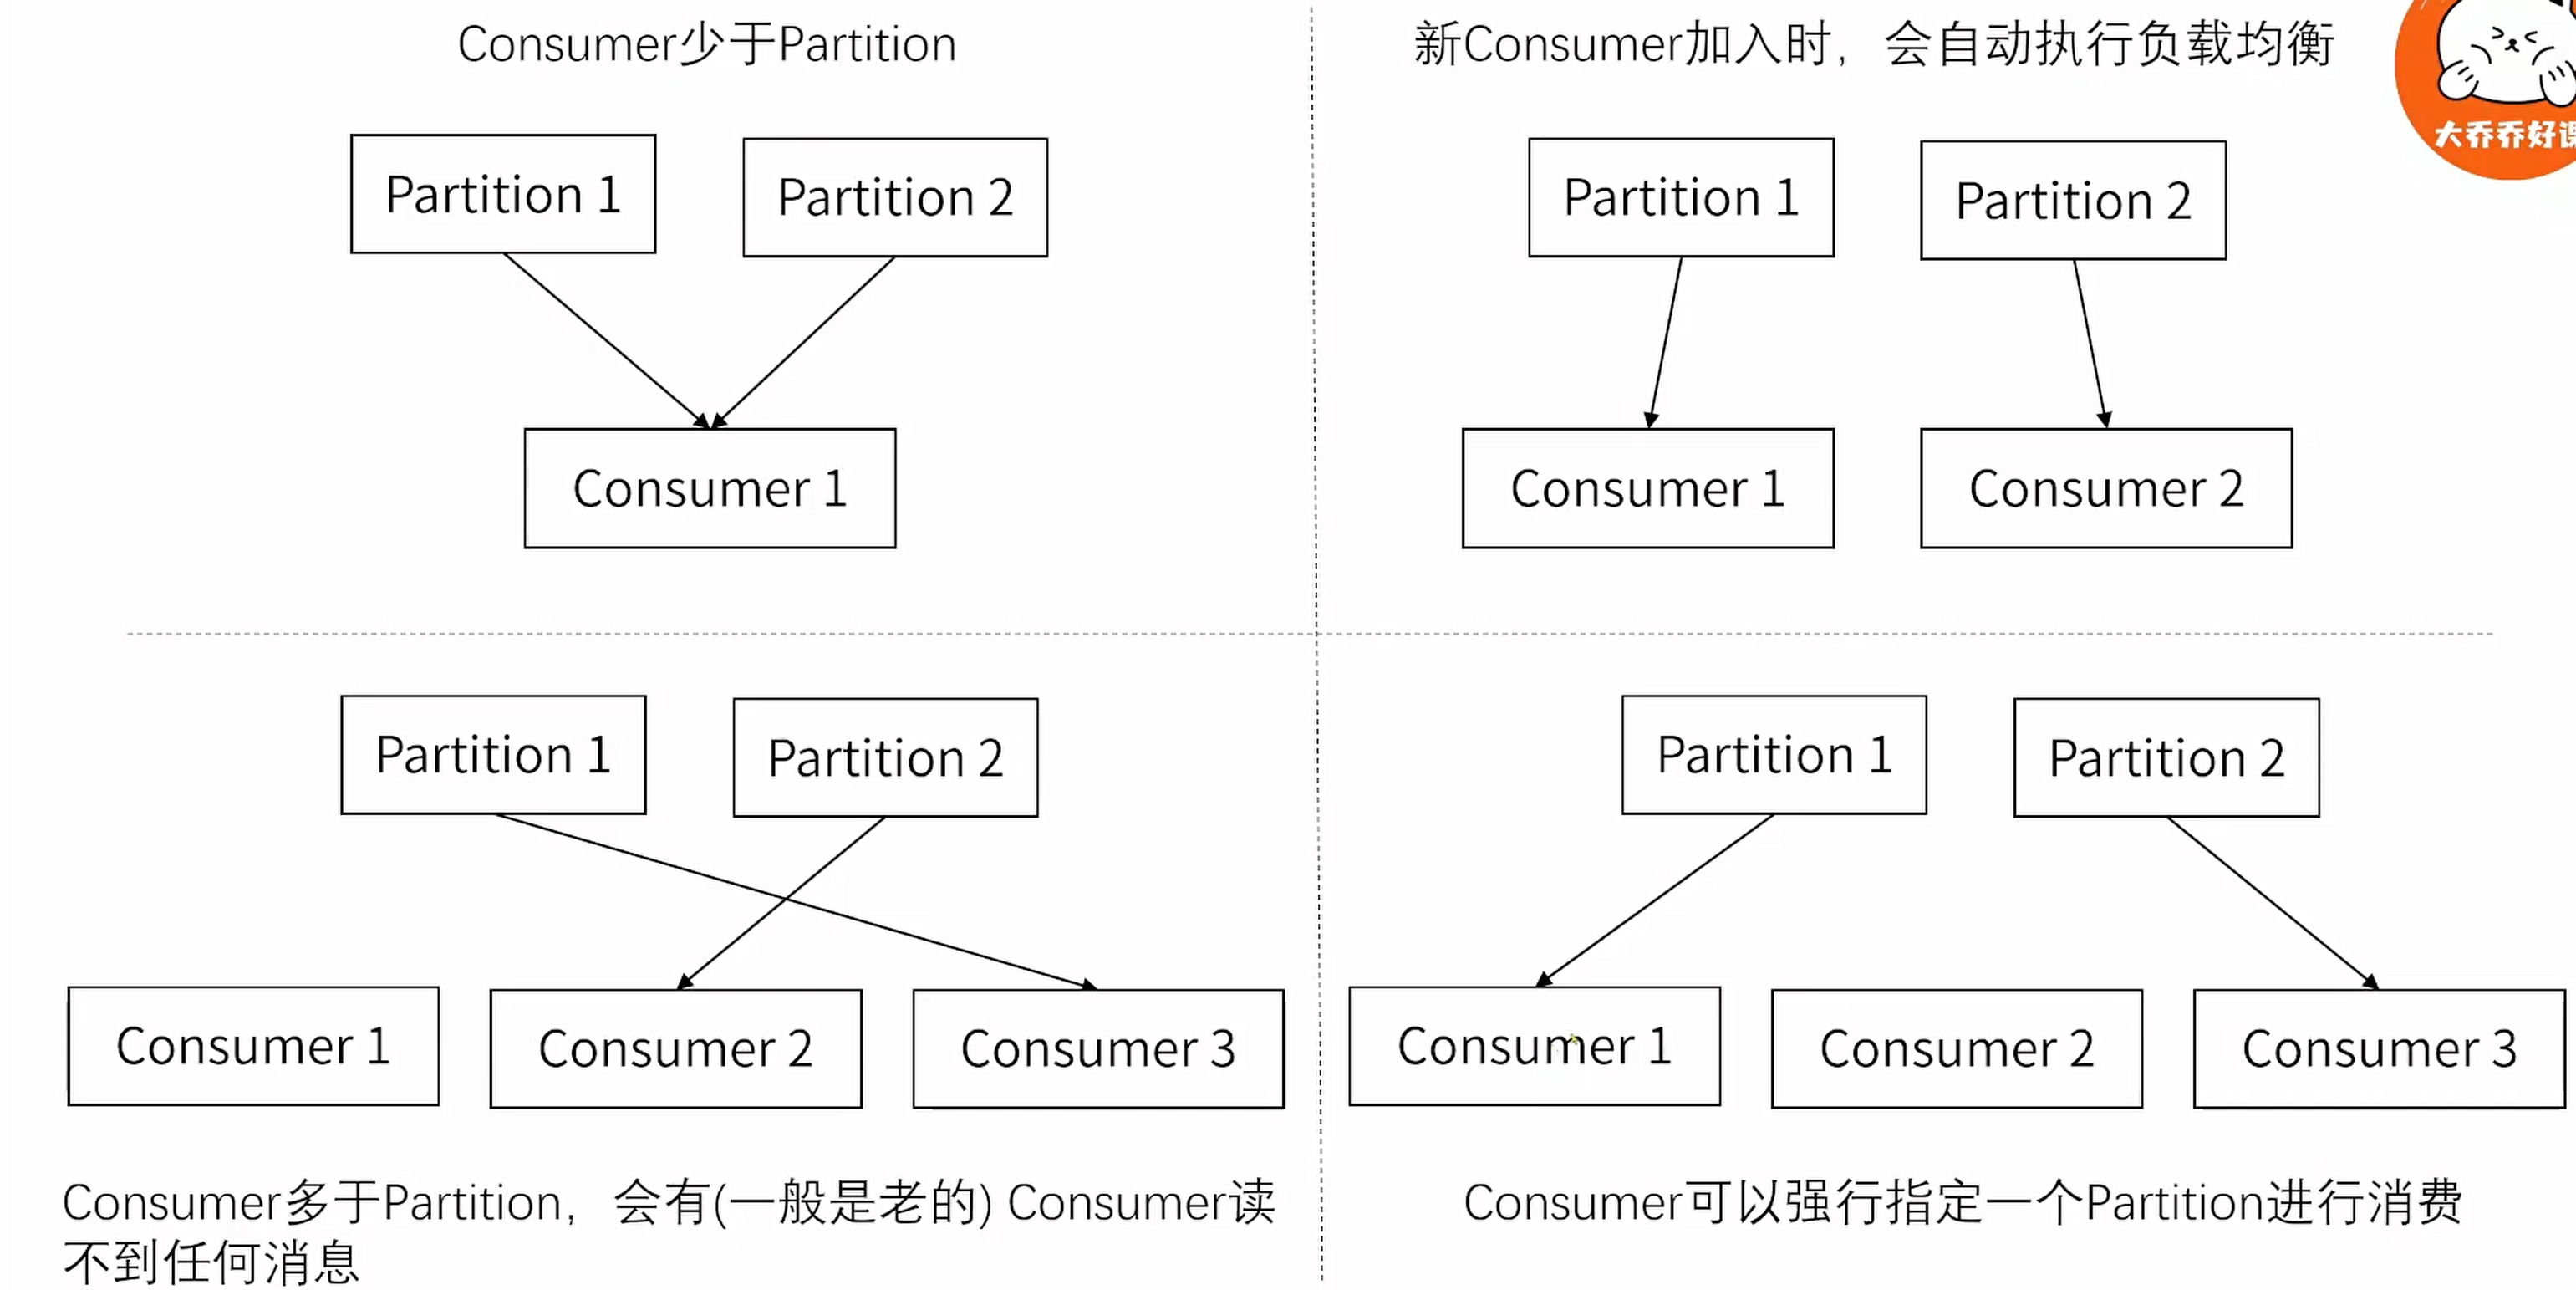 Consumer少于Partition
新Consumer加入时，会自动执行负载均衡
大乔乔好课
Partition 1
Partition 2
Partition 1
Partition 2
Consumer 1
Consumer 1
Consumer 2
Partition 1
Partition 2
Partition 1
Partition 2
Consumer 1
Consumer 2
Consumer 3
Consumer 1
Consumer 2
Consumer 3
Consumer多于Partition，会有(一般是老的) Consumer读
不到任何消息
Consumer可以强行指定一个Partition进行消费